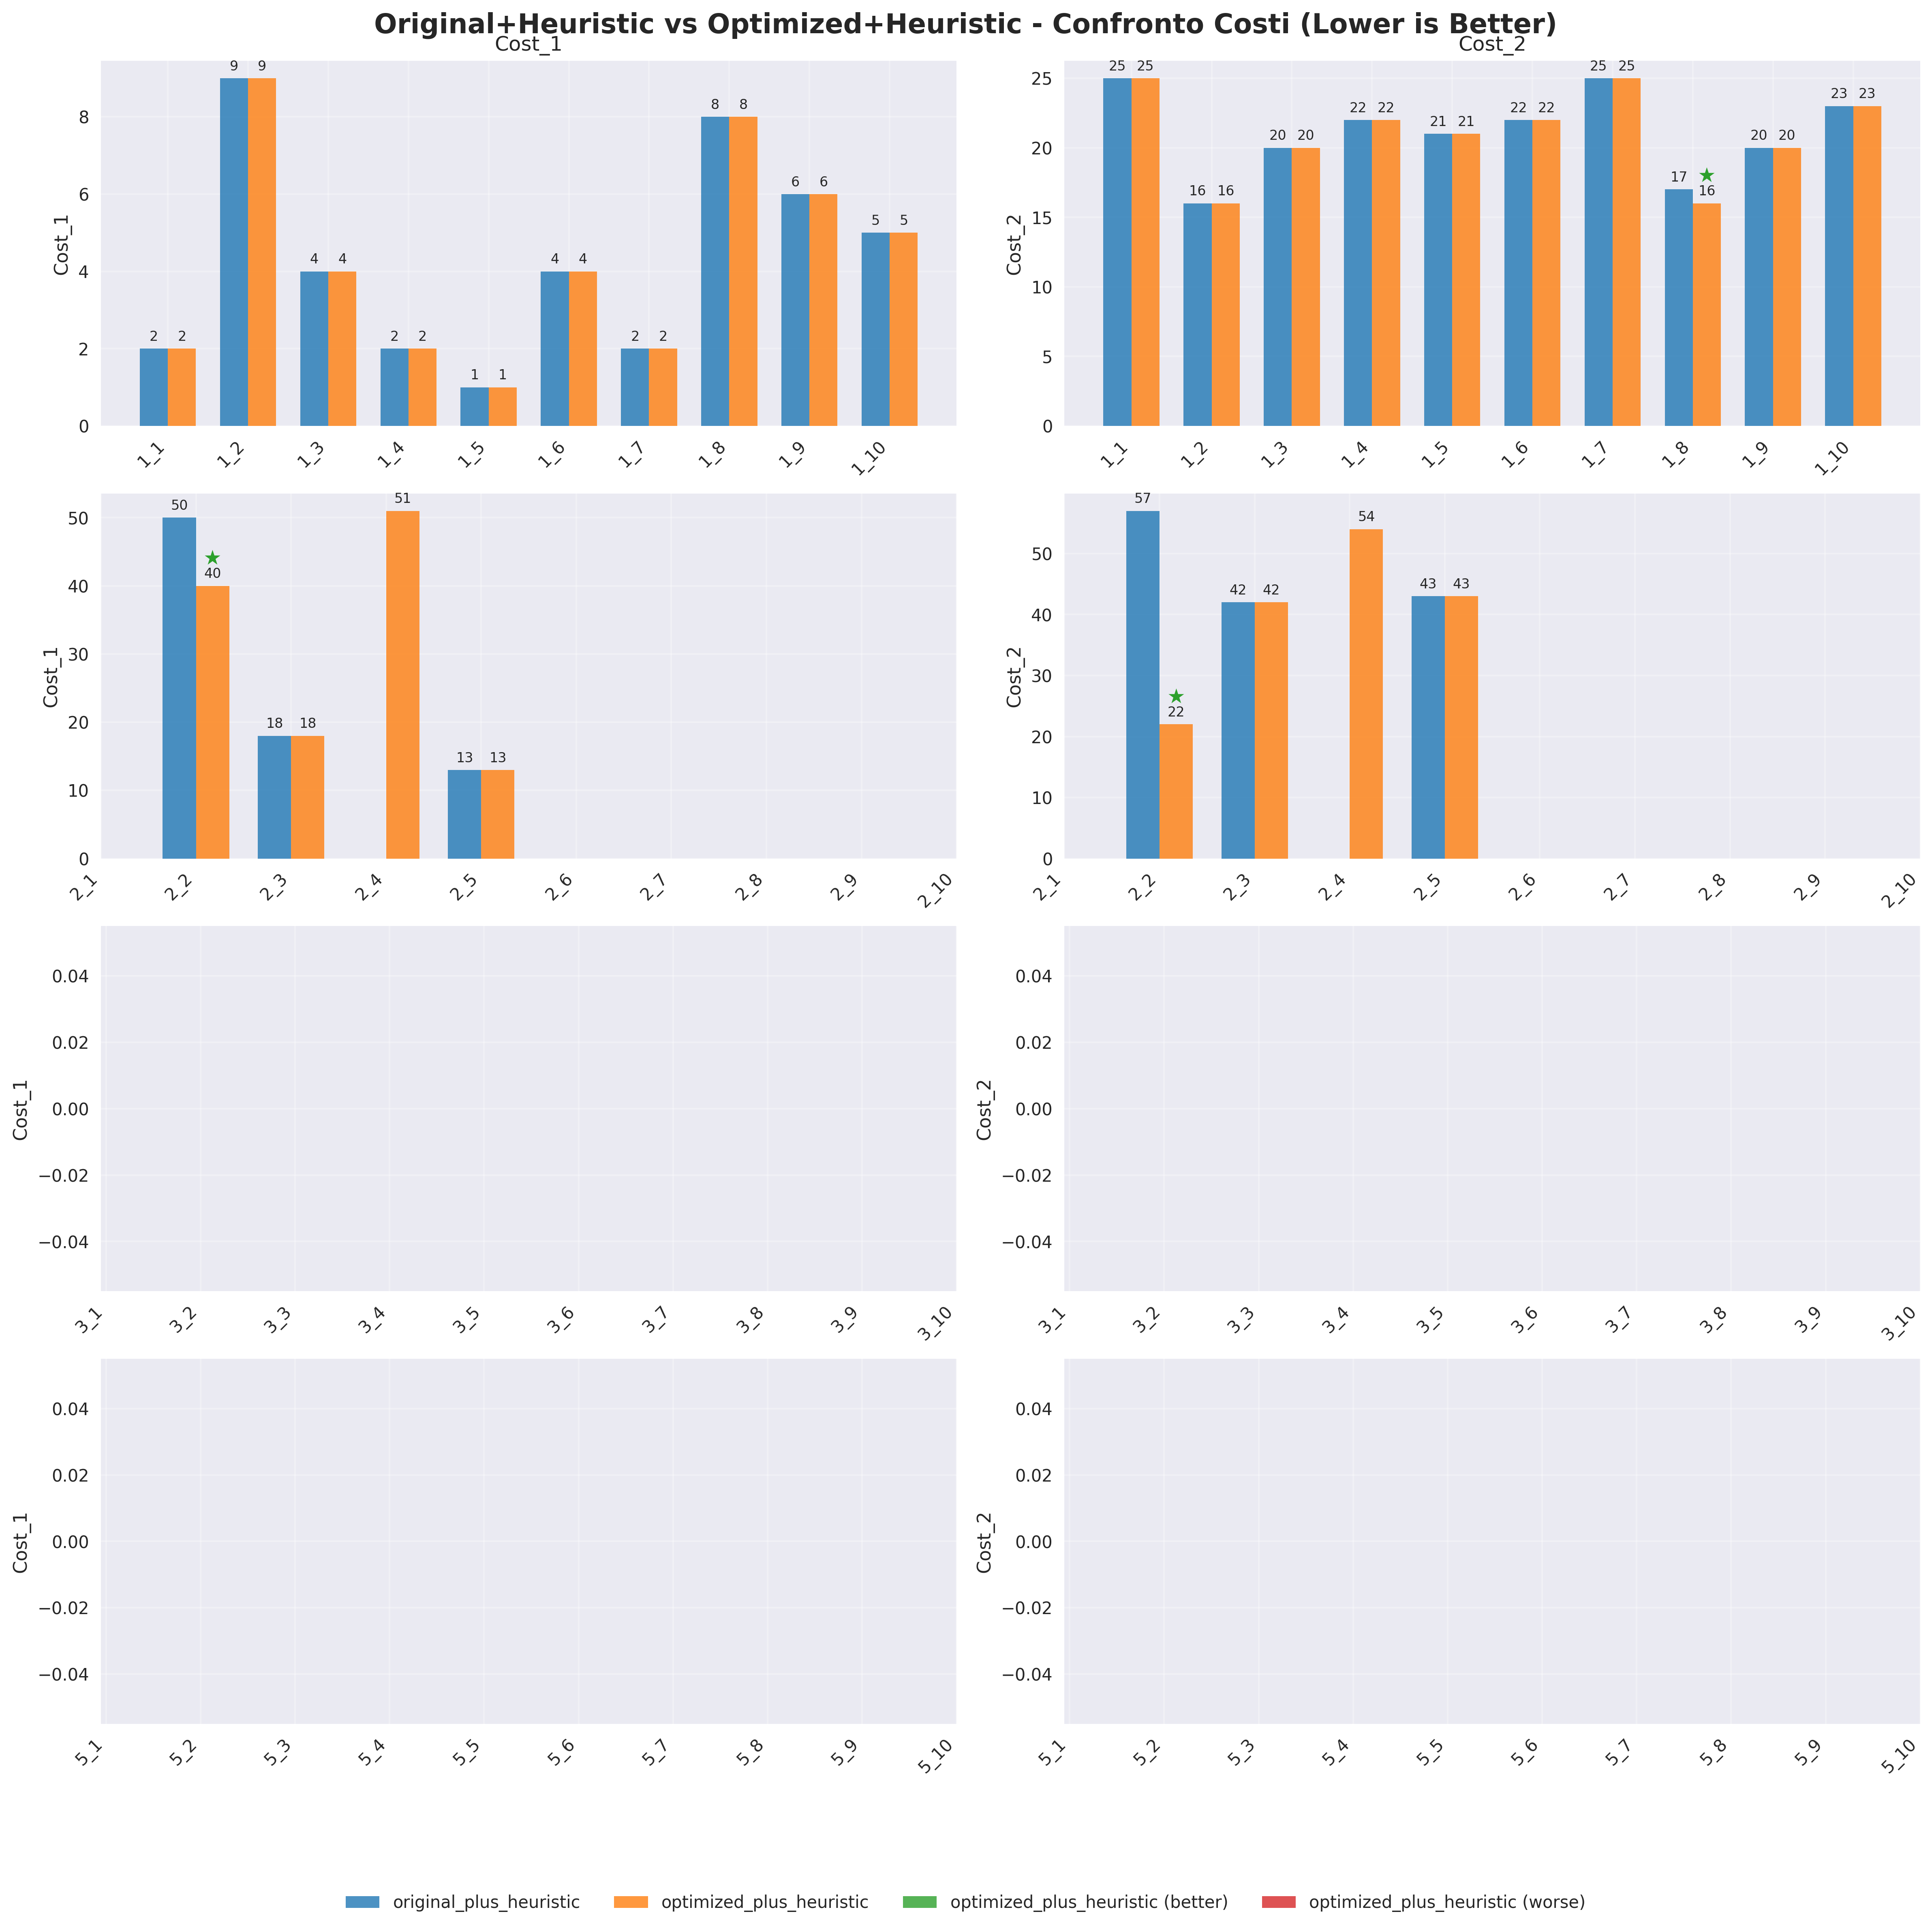 Original+Heuristic vs Optimized+Heuristic - Confronto Costi (Lower is Better)
Cost_1
Cost_1
0
2
4
6
8
2 2 9 9 4 4 2 2 1 1 4 4 2 2 8 8 6 6 5 5
1_1 1_2 1_3 1_4 1_5 1_6 1_7 1_8 1_9 1_10
Cost_2
Cost_2
0
5
10
15
20
25
25 25 16 16 20 20 22 22 21 21 22 22 25 25 17 16 20 20 23 23
1_1 1_2 1_3 1_4 1_5 1_6 1_7 1_8 1_9 1_10
Cost_1
0
10
20
30
40
50
50 40 18 18 51 13 13
2_1 2_2 2_3 2_4 2_5 2_6 2_7 2_8 2_9 2_10
Cost_2
0
10
20
30
40
50
57 22 42 42 54 43 43
2_1 2_2 2_3 2_4 2_5 2_6 2_7 2_8 2_9 2_10
Cost_1
0.04
0.02
0.00
−0.02
−0.04
3_1 3_2 3_3 3_4 3_5 3_6 3_7 3_8 3_9 3_10
Cost_2
0.04
0.02
0.00
−0.02
−0.04
3_1 3_2 3_3 3_4 3_5 3_6 3_7 3_8 3_9 3_10
Cost_1
0.04
0.02
0.00
−0.02
−0.04
5_1 5_2 5_3 5_4 5_5 5_6 5_7 5_8 5_9 5_10
Cost_2
0.04
0.02
0.00
−0.02
−0.04
5_1 5_2 5_3 5_4 5_5 5_6 5_7 5_8 5_9 5_10
original_plus_heuristic optimized_plus_heuristic optimized_plus_heuristic (better) optimized_plus_heuristic (worse)